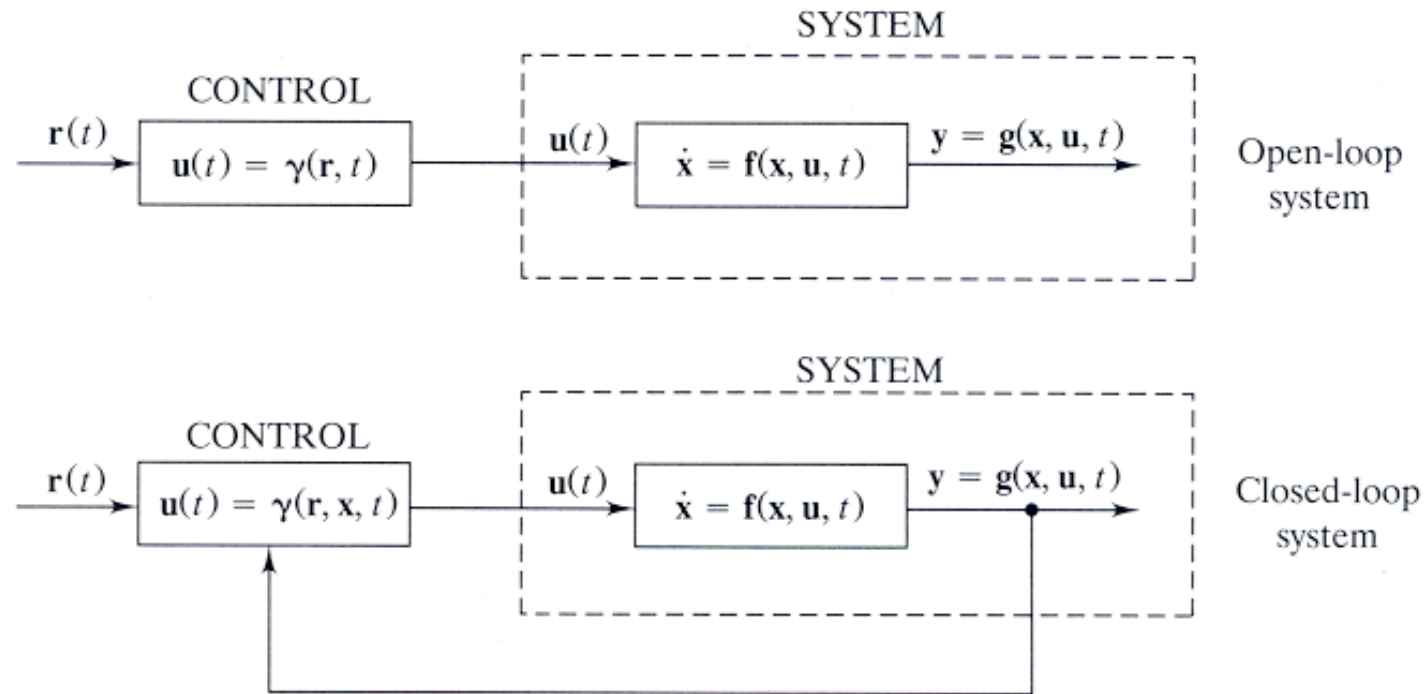 SYSTEM
CONTROL
r(t)
u(t) = γ(r, t)
u(t)
ẋ = f(x, u, t)
y = g(x, u, t)
Open-loop
system
SYSTEM
CONTROL
r(t)
u(t) = γ(r, x, t)
u(t)
ẋ = f(x, u, t)
y = g(x, u, t)
Closed-loop
system